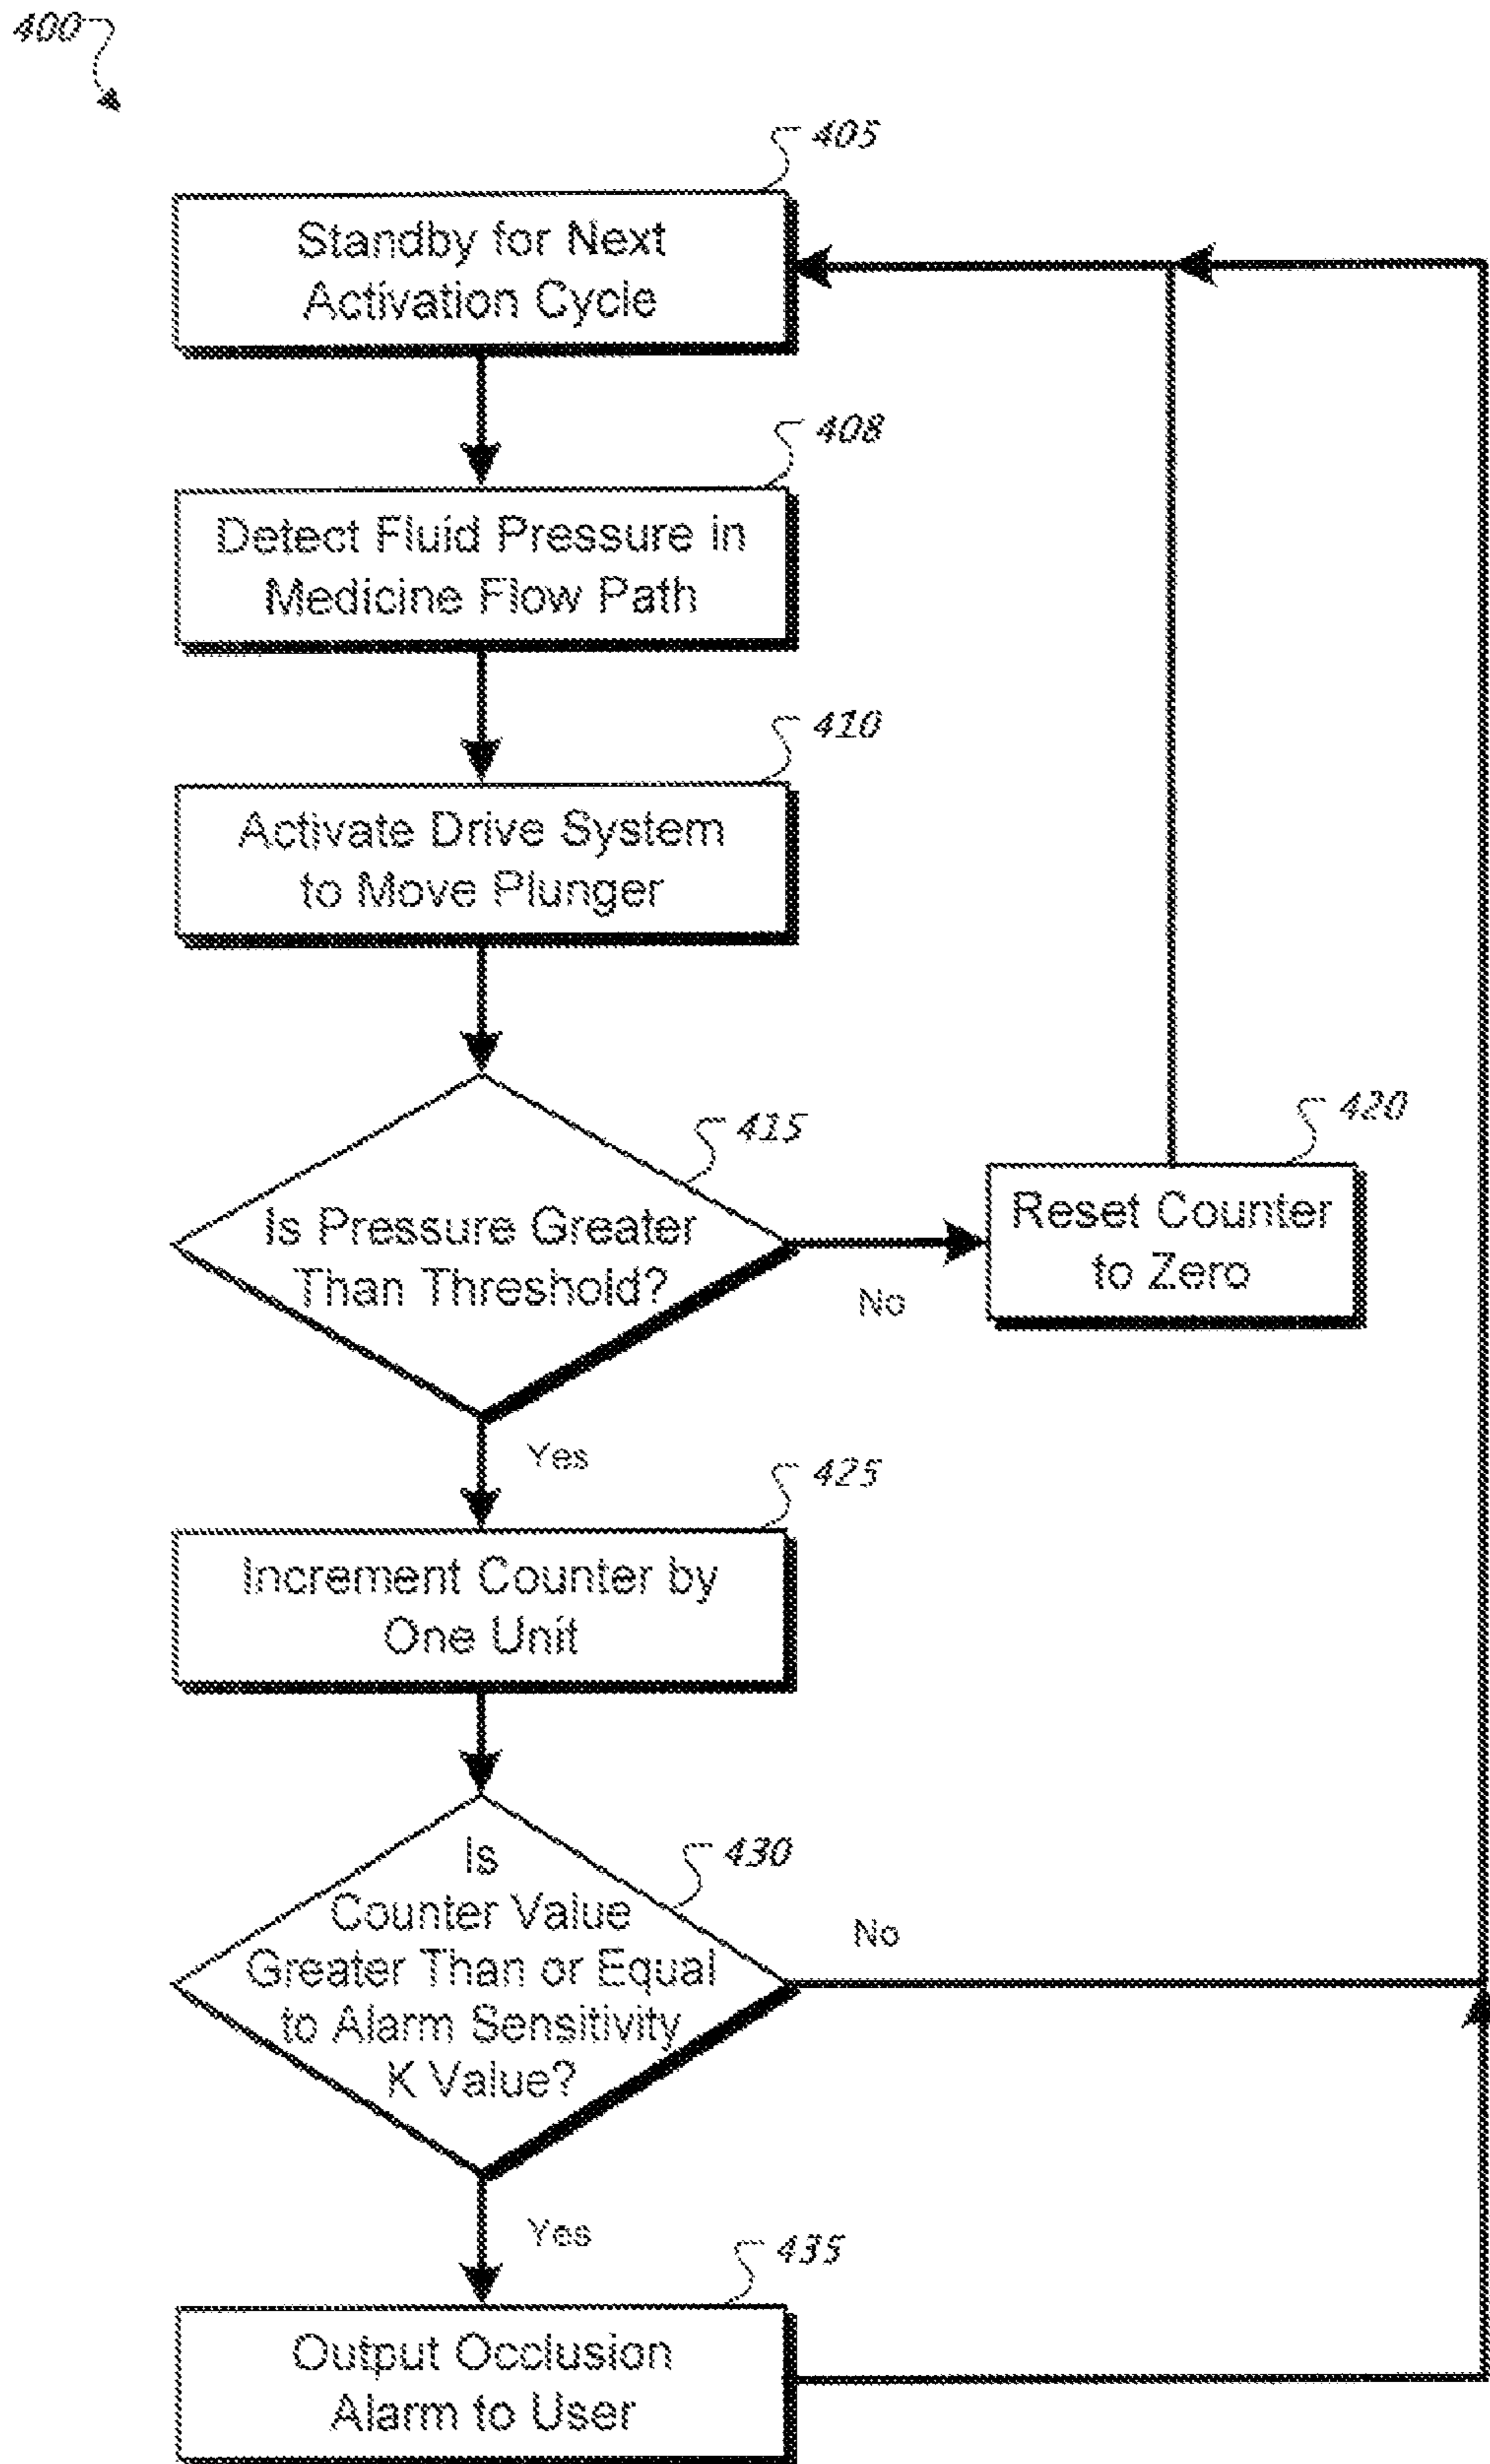 400
405
Standby for Next
Activation Cycle
408
Detect Fluid Pressure in
Medicine Flow Path
410
Activate Drive System
to Move Plunger
415
Is Pressure Greater
Than Threshold?
No
420
Reset Counter
to Zero
Yes
425
Increment Counter by
One Unit
430
Is
Counter Value
Greater Than or Equal
to Alarm Sensitivity
K Value?
No
Yes
435
Output Occlusion
Alarm to User